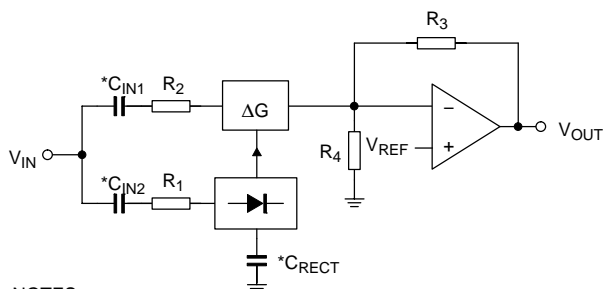 R3
*CIN1
R2
ΔG
−
VOUT
VIN
R4
VREF
+
*CIN2
R1
*CRECT
NOTES: